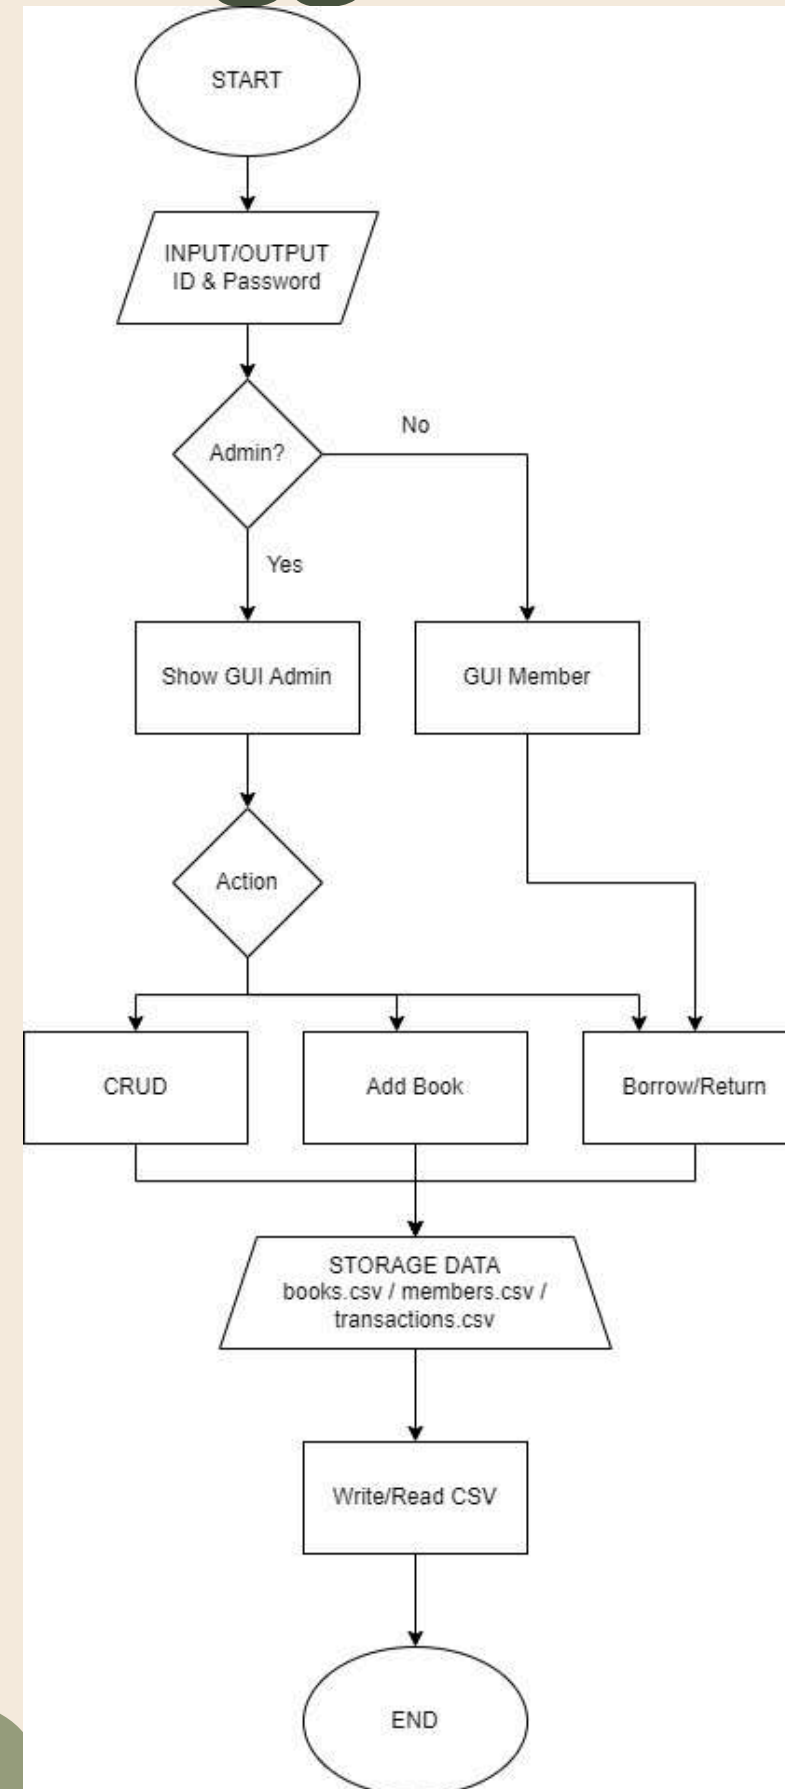 START
INPUT/OUTPUT
ID & Password
Admin?
No
Yes
Show GUI Admin
GUI Member
Action
CRUD
Add Book
Borrow/Return
STORAGE DATA
books.csv / members.csv /
transactions.csv
Write/Read CSV
END